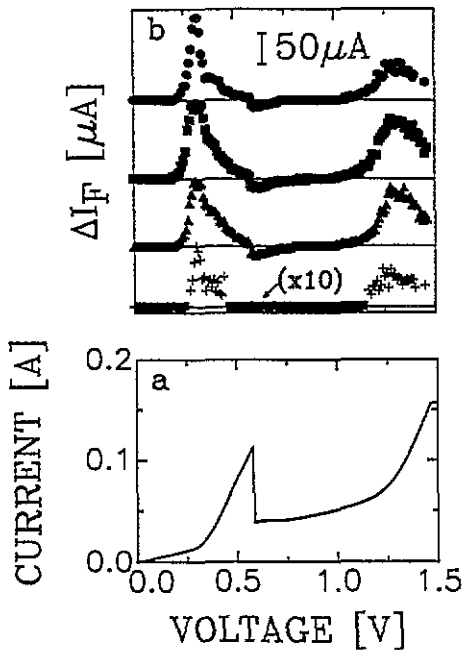 b
50μA
ΔI_F [μA]
(x10)
a
CURRENT [A]
0.2
0.1
0.0
0.0
0.5
1.0
1.5
VOLTAGE [V]